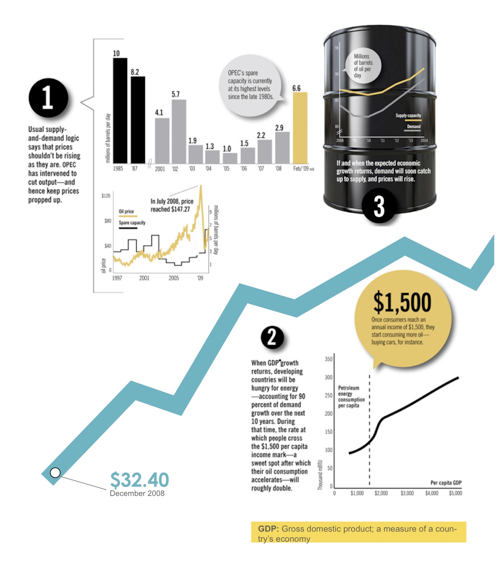 1
Usual supply-
and-demand logic
says that prices
shouldn't be rising
as they are. OPEC
has intervened to
cut output—and
hence keep prices
propped up.
millions of barrels per day
10
8.2
4.1
5.7
1.9
1.3
1.0
1.5
2.2
2.9
6.6
1985
'87
2001
'02
'03
'04
'05
'06
'07
'08
Feb/'09
OPEC's spare
capacity is currently
at its highest levels
since the late 1980s.
In July 2008, price
reached $147.27
Oil price
Spare capacity
$120
$80
$40
oil price
millions of barrels per day
1997
2001
2005
'09
Millions
of barrels
of oil per
day
Supply-capacity
Demand
If and when the expected economic
growth returns, demand will soon catch
up to supply, and prices will rise.
3
$1,500
Once consumers reach an
annual income of $1,500, they
start consuming more oil—
buying cars, for instance.
2
When GDP*growth
returns, developing
countries will be
hungry for energy
—accounting for 90
percent of demand
growth over the next
10 years. During
that time, the rate at
which people cross
the $1,500 per capita
income mark—a
sweet spot after which
their oil consumption
accelerates—will
roughly double.
350
300
250
200
150
100
50
0
Petroleum
energy
consumption
per capita
Per capita GDP
0 $1,000 $2,000 $3,000 $4,000 $5,000
$32.40
December 2008
GDP: Gross domestic product; a measure of a coun-
try's economy